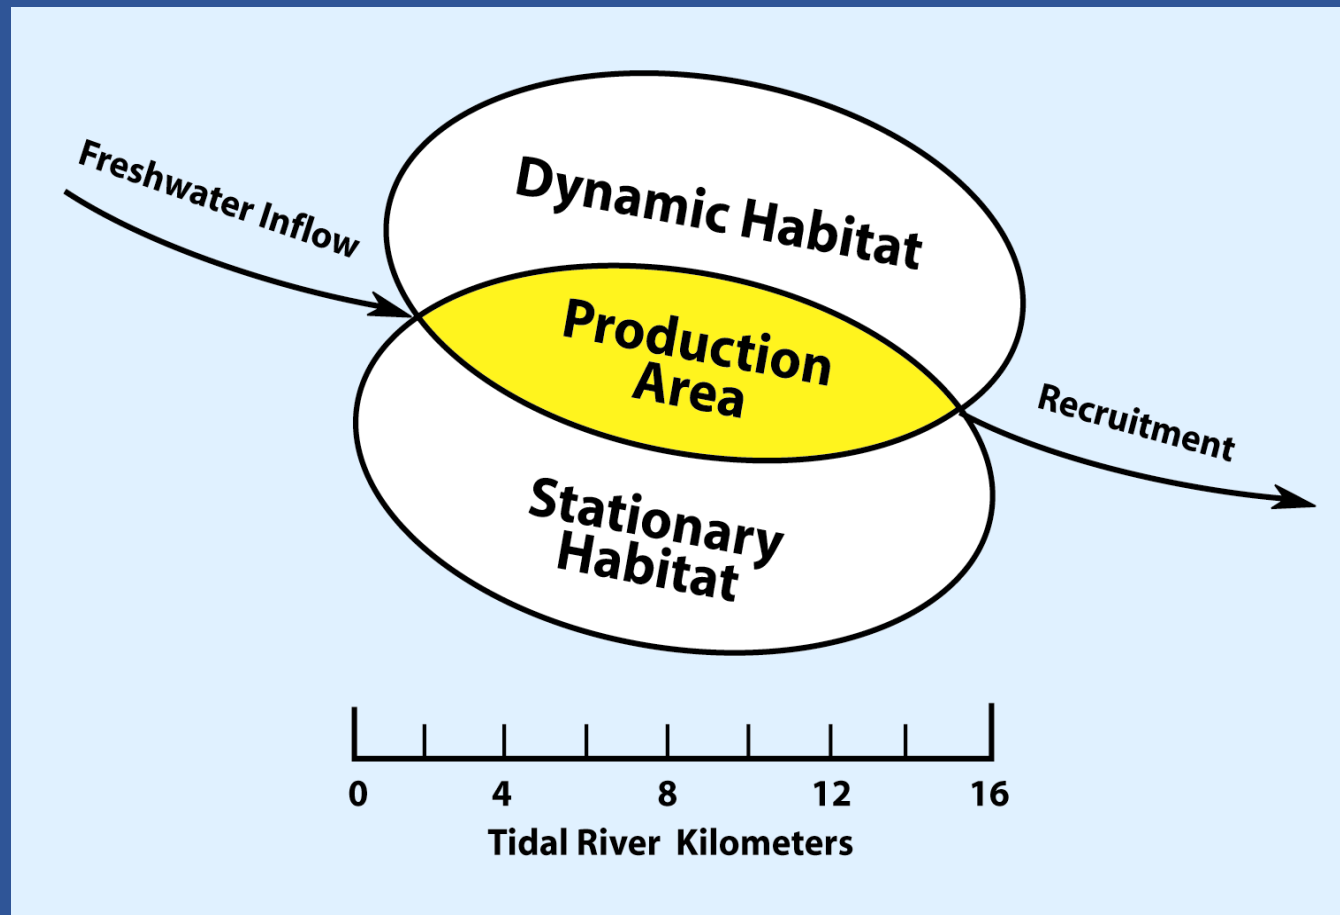 Freshwater Inflow
Dynamic Habitat
Production
Area
Recruitment
Stationary
Habitat
0 4 8 12 16
Tidal River Kilometers